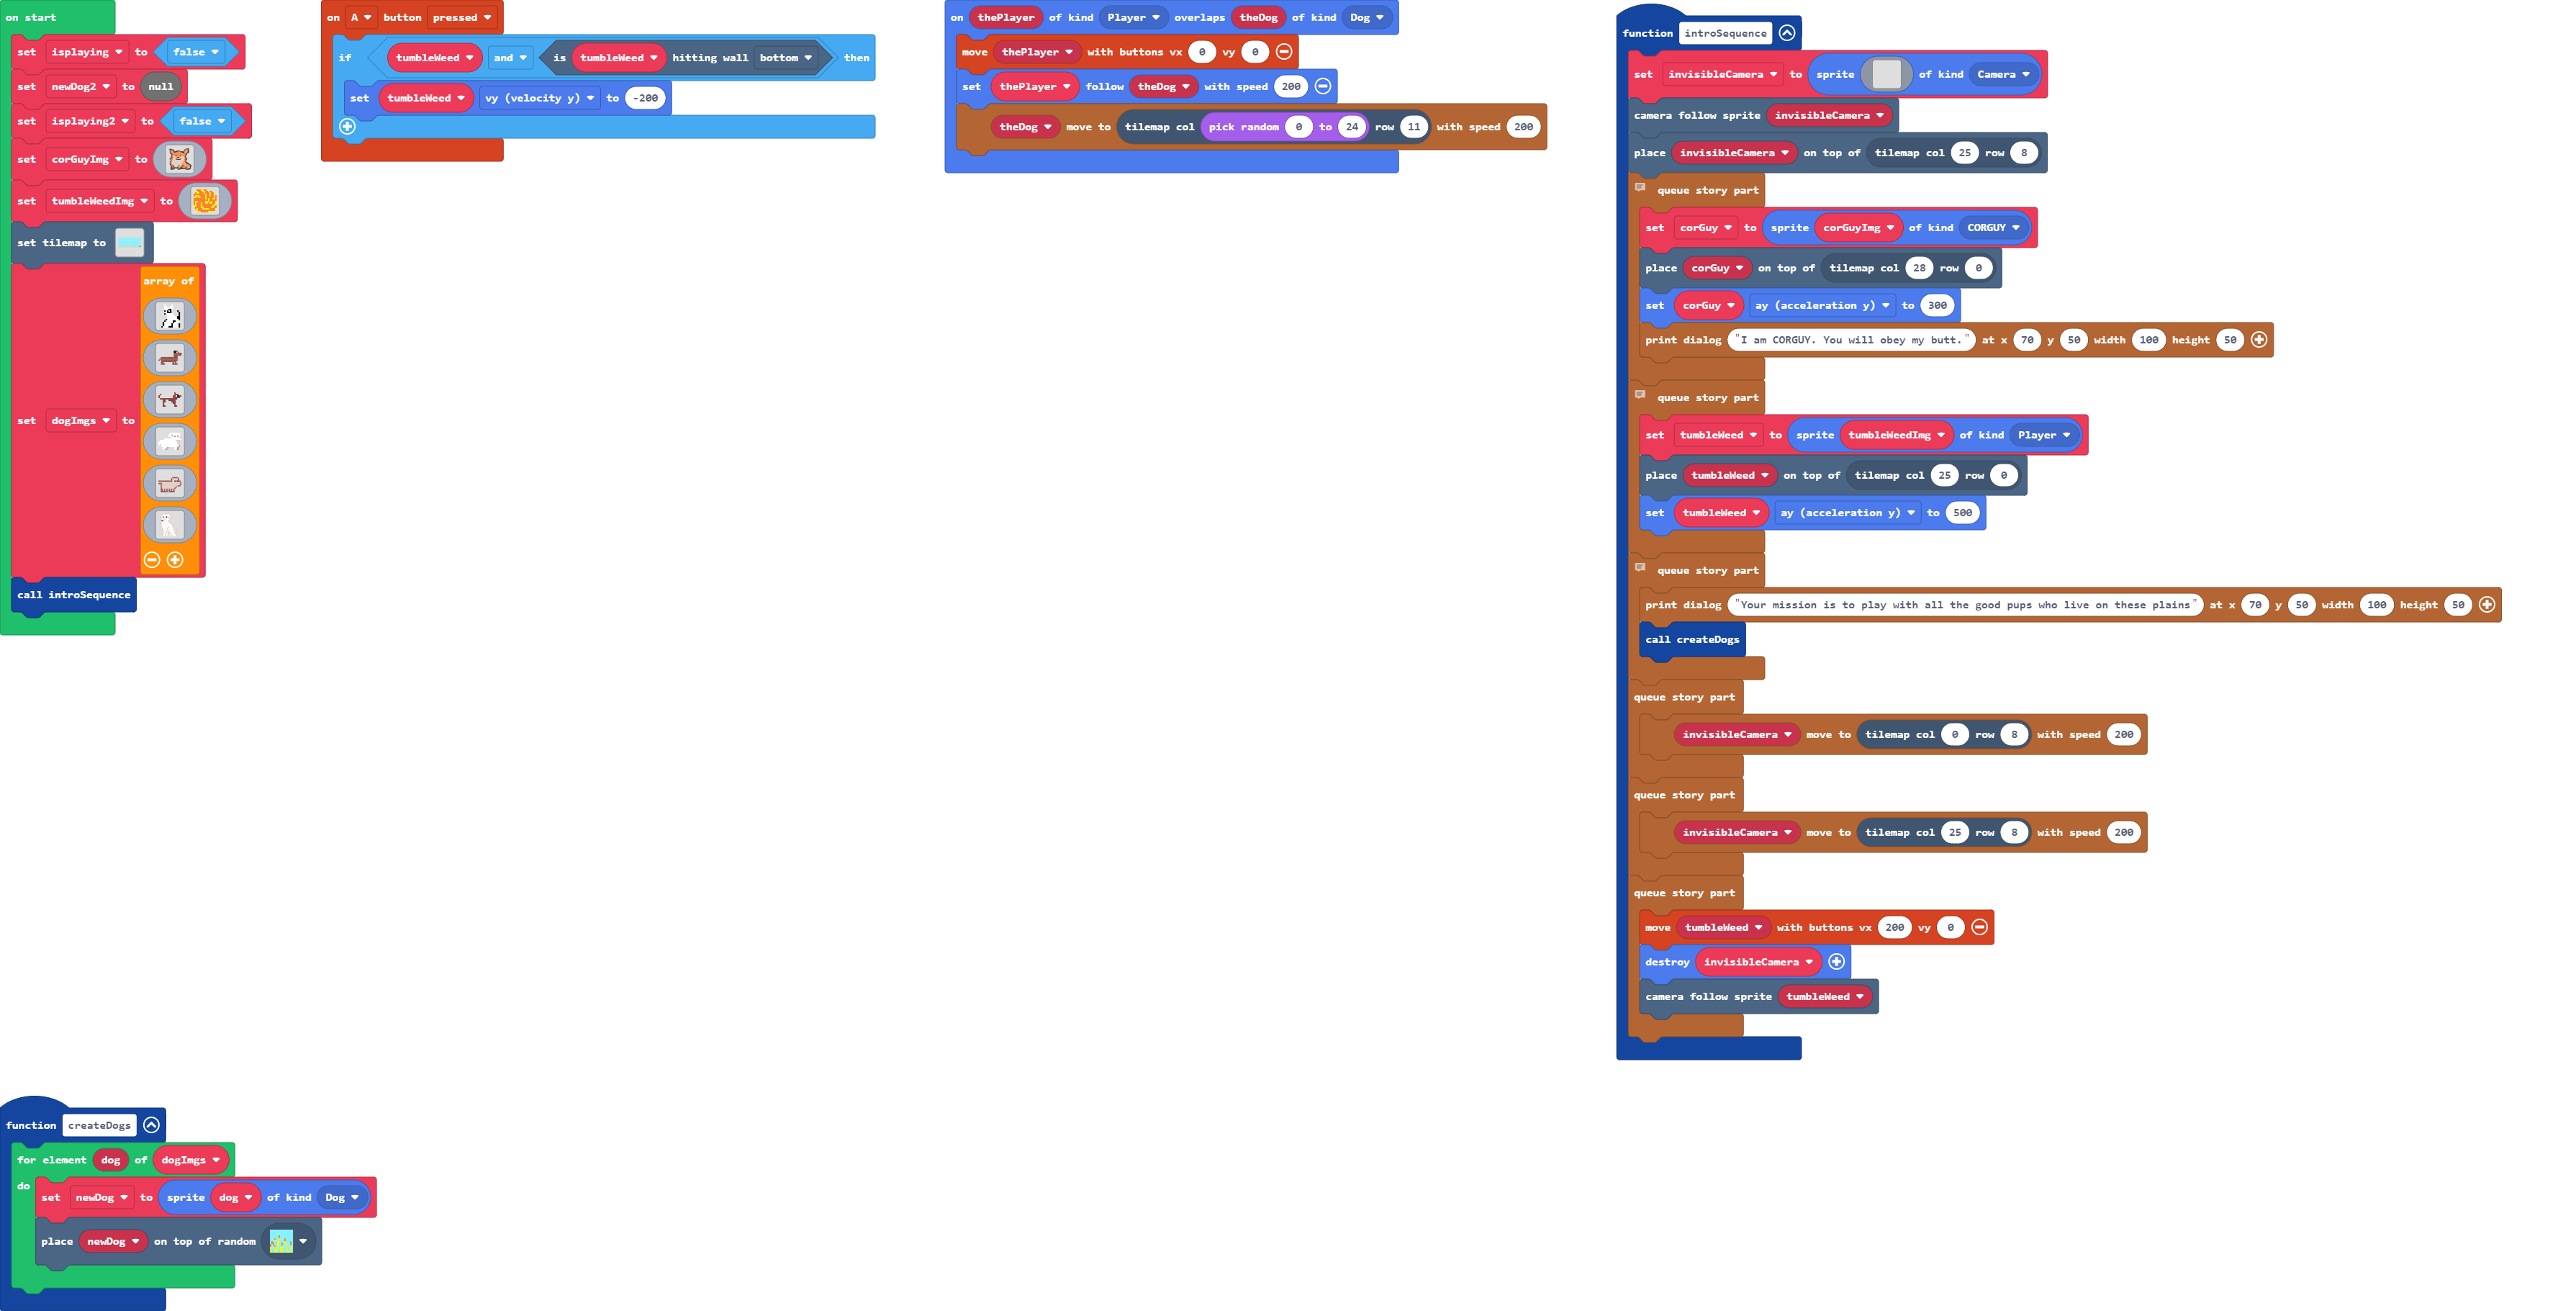 on start
set isplaying to false
set newDog2 to null
set isplaying2 to false
set corGuyImg to
set tumbleWeedImg to
set tilemap to
array of
set dogImgs to
call introSequence
on A button pressed
if tumbleWeed and is tumbleWeed hitting wall bottom then
set tumbleWeed vy (velocity y) to -200
on thePlayer of kind Player overlaps theDog of kind Dog
move thePlayer with buttons vx 0 vy 0
set thePlayer follow theDog with speed 200
theDog move to tilemap col pick random 0 to 24 row 11 with speed 200
function introSequence
set invisibleCamera to sprite of kind Camera
camera follow sprite invisibleCamera
place invisibleCamera on top of tilemap col 25 row 8
queue story part
set corGuy to sprite corGuyImg of kind CORGUY
place corGuy on top of tilemap col 28 row 0
set corGuy ay (acceleration y) to 300
print dialog "I am CORGUY. You will obey my butt." at x 70 y 50 width 100 height 50
queue story part
set tumbleWeed to sprite tumbleWeedImg of kind Player
place tumbleWeed on top of tilemap col 25 row 0
set tumbleWeed ay (acceleration y) to 500
queue story part
print dialog "Your mission is to play with all the good pups who live on these plains" at x 70 y 50 width 100 height 50
call createDogs
queue story part
invisibleCamera move to tilemap col 0 row 8 with speed 200
queue story part
invisibleCamera move to tilemap col 25 row 8 with speed 200
queue story part
move tumbleWeed with buttons vx 200 vy 0
destroy invisibleCamera
camera follow sprite tumbleWeed
function createDogs
for element dog of dogImgs
do
set newDog to sprite dog of kind Dog
place newDog on top of random